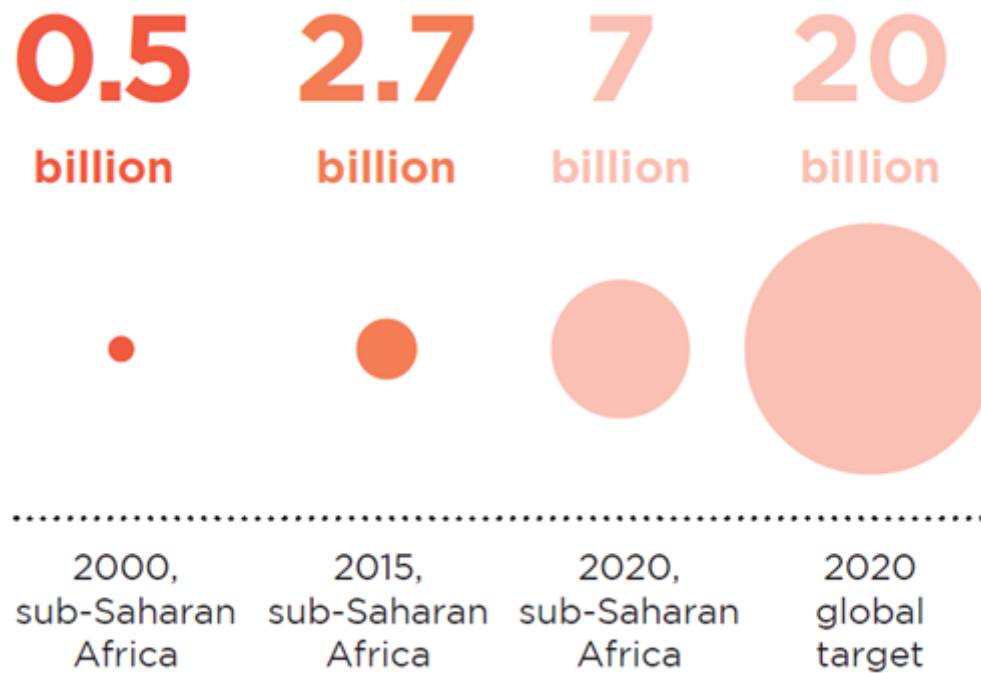 0.5
billion
2.7
billion
7
billion
20
billion
2000,
sub-Saharan
Africa
2015,
sub-Saharan
Africa
2020,
sub-Saharan
Africa
2020
global
target